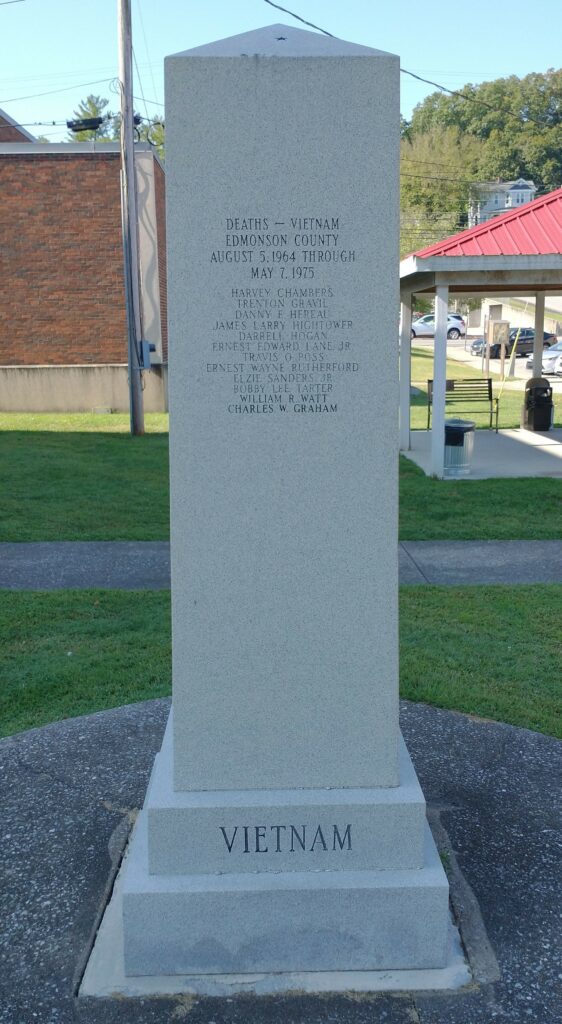 DEATHS — VIETNAM
EDMONSON COUNTY
AUGUST 5, 1964 THROUGH
MAY 7, 1975
HARVEY CHAMBERS
TRENTON GRAVIL
DANNY F. HEREAL
JAMES LARRY HIGHTOWER
DARRELL HOGAN
ERNEST EDWARD LANE, JR.
TRAVIS O. POSS
ERNEST WAYNE RUTHERFORD
ELZIE SANDERS, JR.
BOBBY LEE TARTER
WILLIAM R. WATT
CHARLES W. GRAHAM
VIETNAM